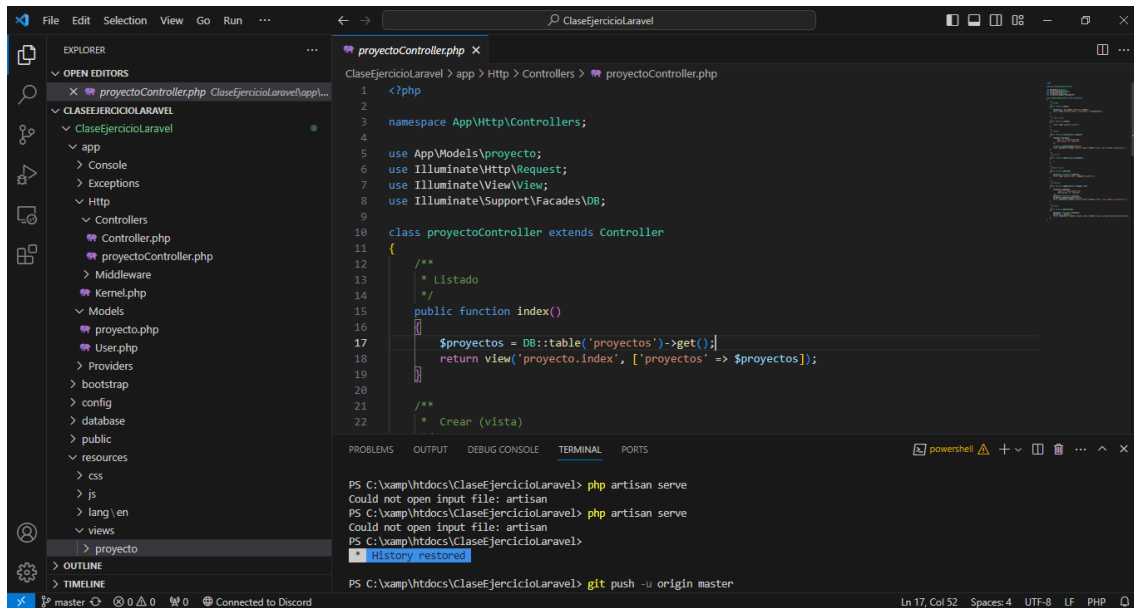 File Edit Selection View Go Run ···
ClaseEjercicioLaravel
EXPLORER
OPEN EDITORS
proyectoController.php ClaseEjercicioLaravel\app\...
CLASEEJERCICIOLARAVEL
ClaseEjercicioLaravel
app
Console
Exceptions
Http
Controllers
Controller.php
proyectoController.php
Middleware
Kernel.php
Models
proyecto.php
User.php
Providers
bootstrap
config
database
public
resources
css
js
lang\en
views
proyecto
OUTLINE
TIMELINE
proyectoController.php
ClaseEjercicioLaravel > app > Http > Controllers > proyectoController.php
1 <?php
2
3 namespace App\Http\Controllers;
4
5 use App\Models\proyecto;
6 use Illuminate\Http\Request;
7 use Illuminate\View\View;
8 use Illuminate\Support\Facades\DB;
9
10 class proyectoController extends Controller
11 {
12 /**
13 * Listado
14 */
15 public function index()
16 {
17 $proyectos = DB::table('proyectos')->get();
18 return view('proyecto.index', ['proyectos' => $proyectos]);
19 }
20
21 /**
22 * Crear (vista)
PROBLEMS OUTPUT DEBUG CONSOLE TERMINAL PORTS
powershell
PS C:\xamp\htdocs\ClaseEjercicioLaravel> php artisan serve
Could not open input file: artisan
PS C:\xamp\htdocs\ClaseEjercicioLaravel> php artisan serve
Could not open input file: artisan
PS C:\xamp\htdocs\ClaseEjercicioLaravel>
* History restored
PS C:\xamp\htdocs\ClaseEjercicioLaravel> git push -u origin master
master 0 0 0 Connected to Discord
Ln 17, Col 52 Spaces: 4 UTF-8 LF PHP